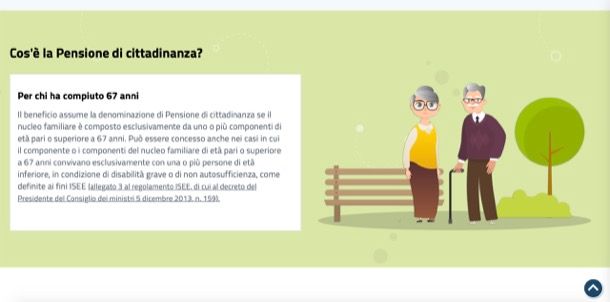 Cos'è la Pensione di cittadinanza?
Per chi ha compiuto 67 anni
Il beneficio assume la denominazione di Pensione di cittadinanza se il
nucleo familiare è composto esclusivamente da uno o più componenti di
età pari o superiore a 67 anni. Può essere concesso anche nei casi in cui
il componente o i componenti del nucleo familiare di età pari o superiore
a 67 anni convivano esclusivamente con una o più persone di età
inferiore, in condizione di disabilità grave o di non autosufficienza, come
definite ai fini ISEE (allegato 3 al regolamento ISEE, di cui al decreto del
Presidente del Consiglio dei ministri 5 dicembre 2013, n. 159).